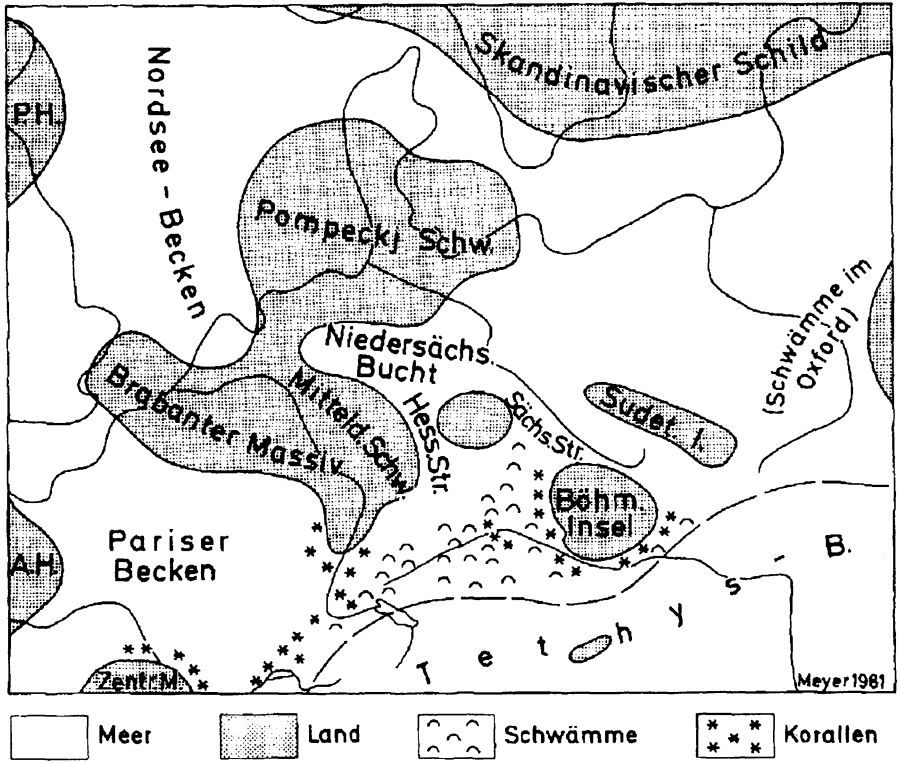 Skandinavischer Schild
P.H.
Nordsee - Becken
Pompeckj Schw.
(Schwämme im
Oxford)
Niedersächs.
Bucht
Brabanter Massiv
Mitteld. Schw.
Hess. Str.
Sächs. Str.
Sudet. I.
Böhm.
Insel
Pariser
Becken
A.H.
Tethys - B.
Zentr. M.
Meyer 1981
Meer
Land
Schwämme
Korallen